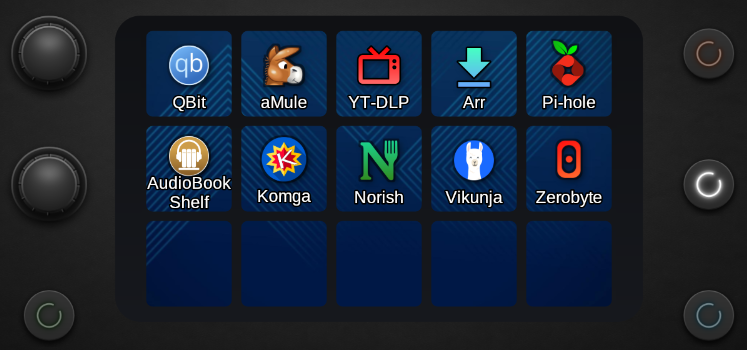 qb
QBit
aMule
YT-DLP
Arr
Pi-hole
AudioBook
Shelf
K
Komga
N
Norish
Vikunja
Zerobyte